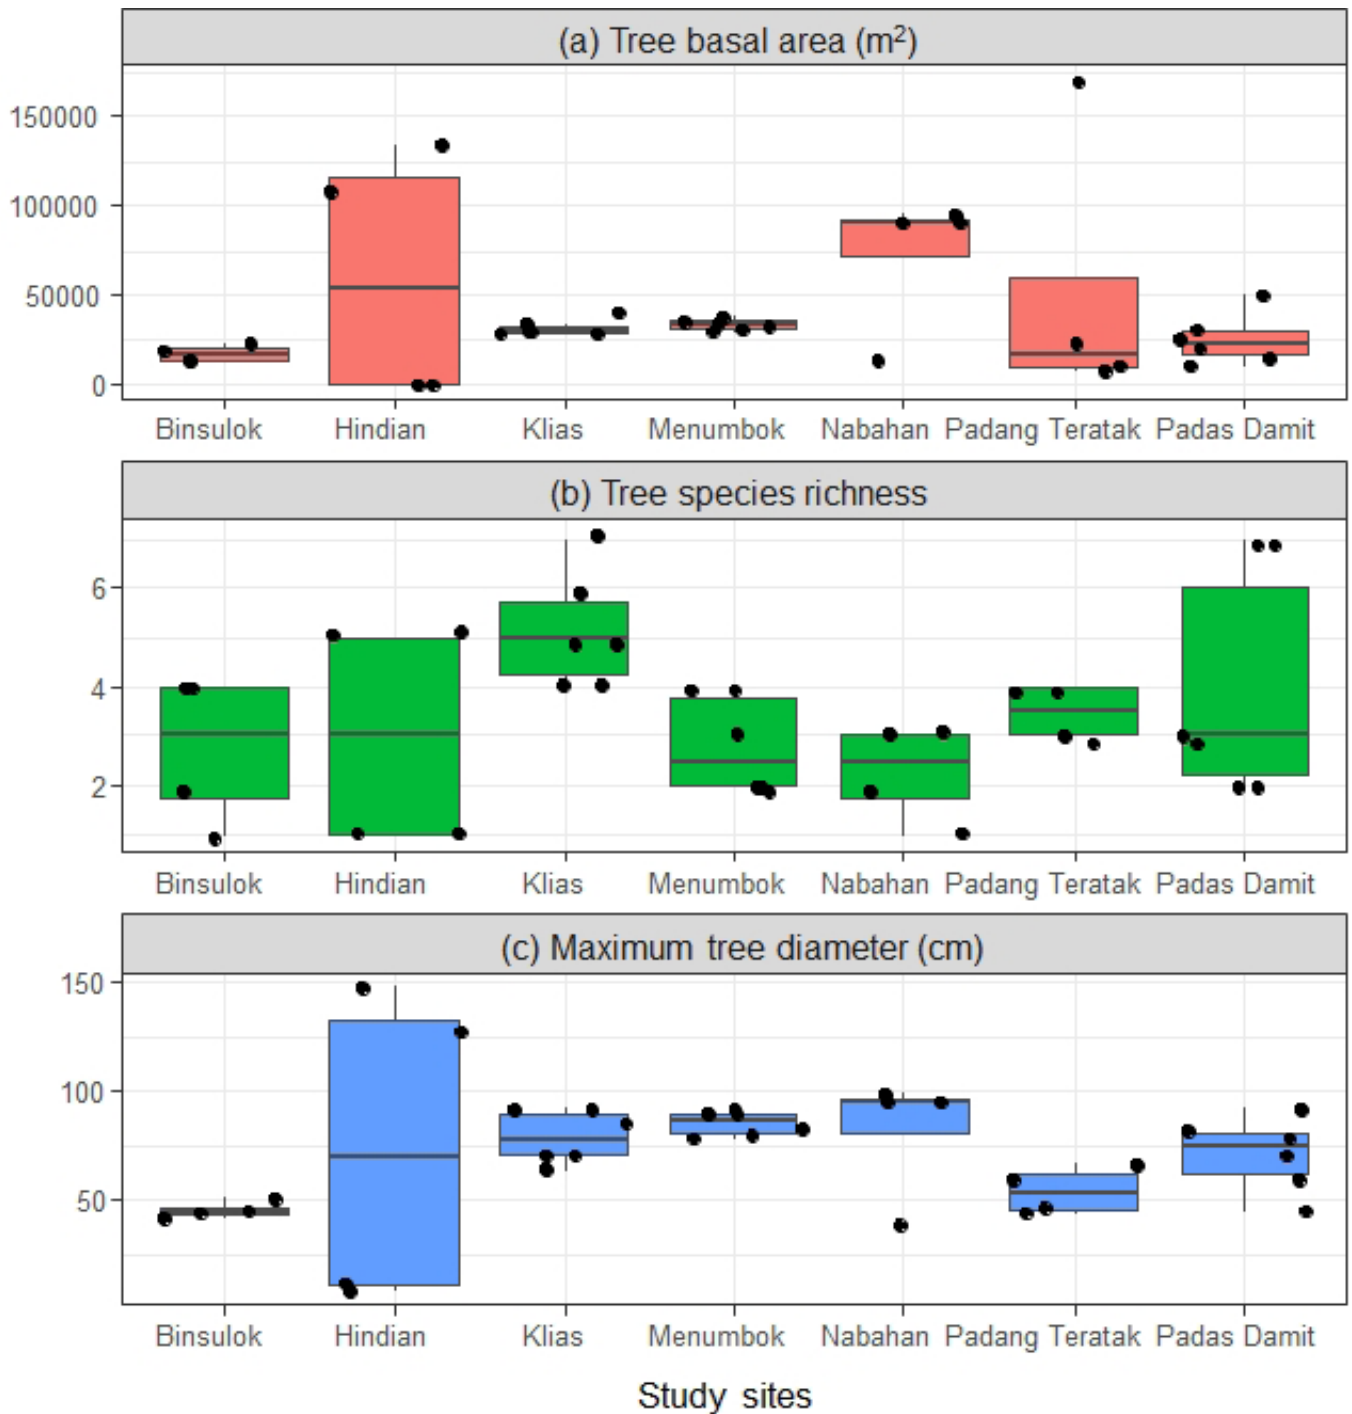 (a) Tree basal area (m²)
150000
100000
50000
0
Binsulok Hindian Klias Menumbok Nabahan Padang Teratak Padas Damit
(b) Tree species richness
6
4
2
Binsulok Hindian Klias Menumbok Nabahan Padang Teratak Padas Damit
(c) Maximum tree diameter (cm)
150
100
50
Binsulok Hindian Klias Menumbok Nabahan Padang Teratak Padas Damit
Study sites